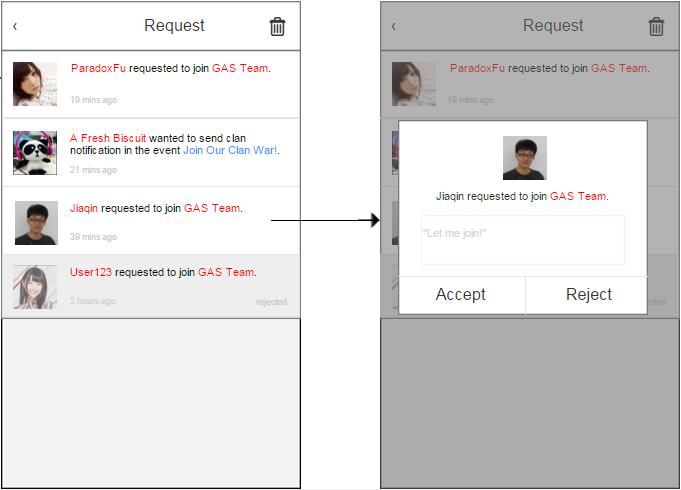 ‹ Request
ParadoxFu requested to join GAS Team.
19 mins ago
A Fresh Biscuit wanted to send clan
notification in the event Join Our Clan War!.
21 mins ago
Jiaqin requested to join GAS Team.
39 mins ago
User123 requested to join GAS Team.
2 hours ago rejected
‹ Request
ParadoxFu requested to join GAS Team.
19 mins ago
Jiaqin requested to join GAS Team.
"Let me join!"
Accept Reject